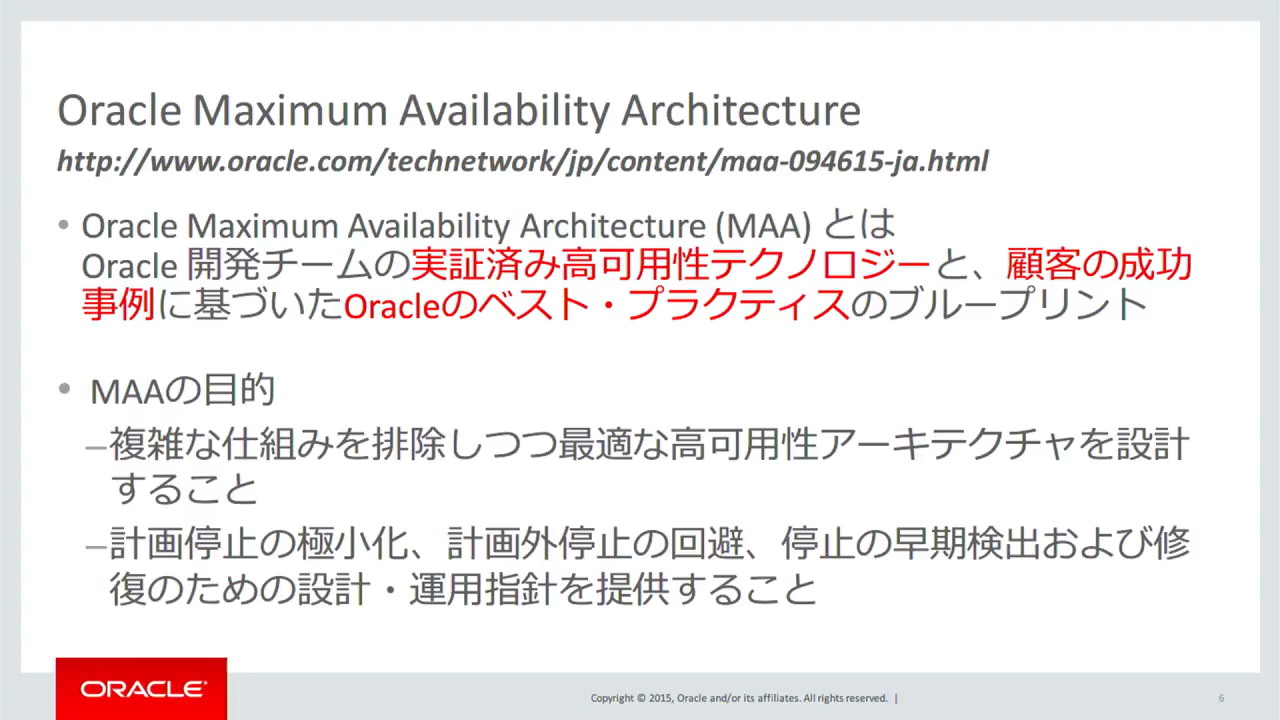 Oracle Maximum Availability Architecture
http://www.oracle.com/technetwork/jp/content/maa-094615-ja.html
• Oracle Maximum Availability Architecture (MAA) とは
Oracle 開発チームの実証済み高可用性テクノロジーと、顧客の成功
事例に基づいたOracleのベスト・プラクティスのブループリント
• MAAの目的
–複雑な仕組みを排除しつつ最適な高可用性アーキテクチャを設計
すること
–計画停止の極小化、計画外停止の回避、停止の早期検出および修
復のための設計・運用指針を提供すること
ORACLE®
Copyright © 2015, Oracle and/or its affiliates. All rights reserved. |
6